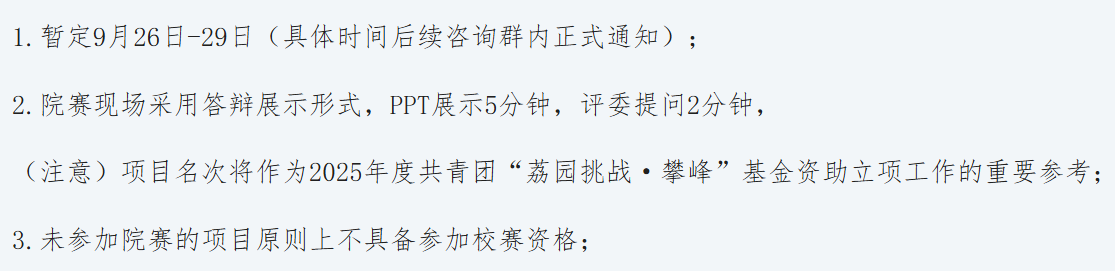 1.暂定9月26日-29日（具体时间后续咨询群内正式通知）；
2.院赛现场采用答辩展示形式，PPT展示5分钟，评委提问2分钟，
（注意）项目名次将作为2025年度共青团“荔园挑战·攀峰”基金资助立项工作的重要参考；
3.未参加院赛的项目原则上不具备参加校赛资格；